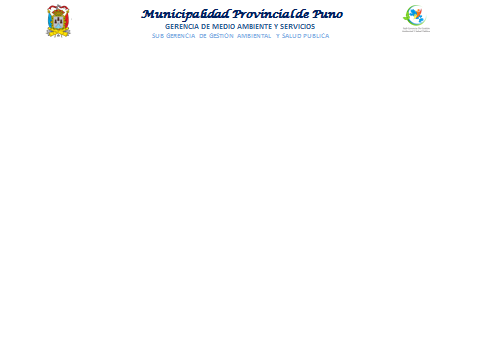 Municipalidad Provincial de Puno
GERENCIA DE MEDIO AMBIENTE Y SERVICIOS
SUB GERENCIA DE GESTIÓN AMBIENTAL Y SALUD PUBLICA